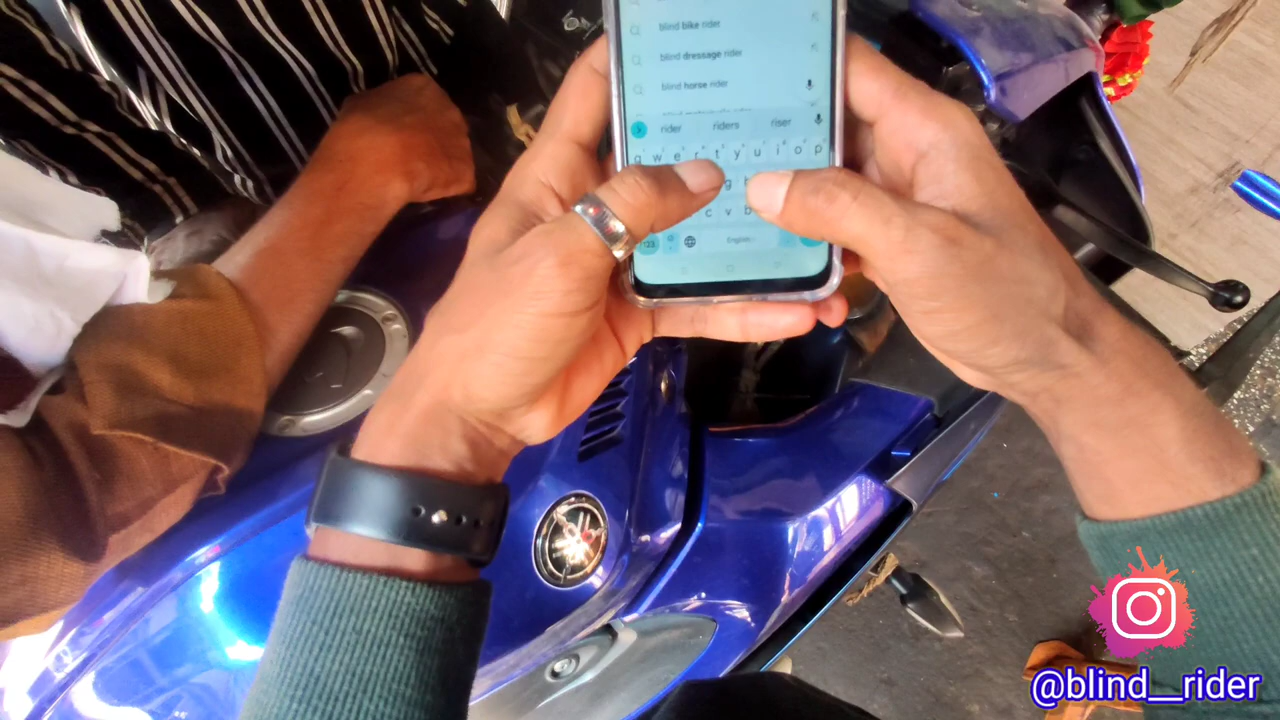 blind bike rider
blind dressage rider
blind horse rider
rider riders riser
q w e r t y u i o p
g
c v b
English
@blind__rider